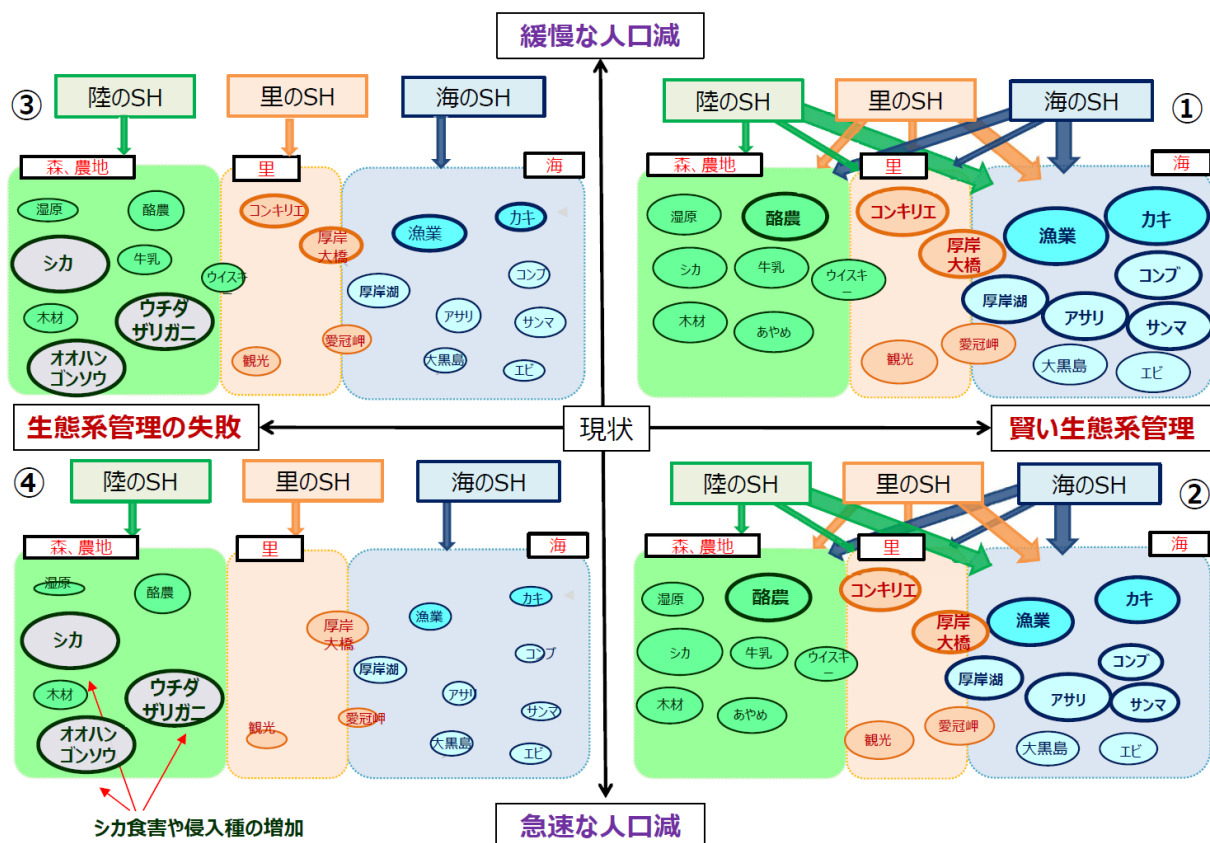 緩慢な人口減
③
陸のSH
里のSH
海のSH
森、農地
里
海
湿原
酪農
シカ
牛乳
ウイスキ
ー
木材
ウチダ
ザリガニ
オオハン
ゴンソウ
コンキリエ
厚岸
大橋
観光
愛冠岬
漁業
カキ
厚岸湖
コンブ
アサリ
サンマ
大黒島
エビ
①
陸のSH
里のSH
海のSH
森、農地
里
海
湿原
酪農
シカ
牛乳
ウイスキ
ー
木材
あやめ
コンキリエ
厚岸
大橋
観光
愛冠岬
漁業
カキ
厚岸湖
コンブ
アサリ
サンマ
大黒島
エビ
生態系管理の失敗
現状
賢い生態系管理
④
陸のSH
里のSH
海のSH
森、農地
里
海
湿原
酪農
シカ
木材
ウチダ
ザリガニ
オオハン
ゴンソウ
厚岸
大橋
観光
愛冠岬
漁業
カキ
厚岸湖
コンブ
アサリ
サンマ
大黒島
エビ
シカ食害や侵入種の増加
②
陸のSH
里のSH
海のSH
森、農地
里
海
湿原
酪農
シカ
牛乳
ウイスキ
ー
木材
あやめ
コンキリエ
厚岸
大橋
観光
愛冠岬
漁業
カキ
厚岸湖
コンブ
アサリ
サンマ
大黒島
エビ
急速な人口減